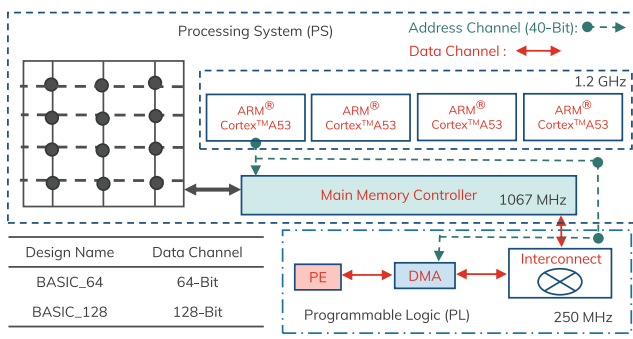 Processing System (PS)
Address Channel (40-Bit):
Data Channel :
1.2 GHz
ARM®
Cortex™A53
ARM®
Cortex™A53
ARM®
Cortex™A53
ARM®
Cortex™A53
Main Memory Controller
1067 MHz
Design Name Data Channel
BASIC_64 64-Bit
BASIC_128 128-Bit
PE
DMA
Interconnect
Programmable Logic (PL)
250 MHz